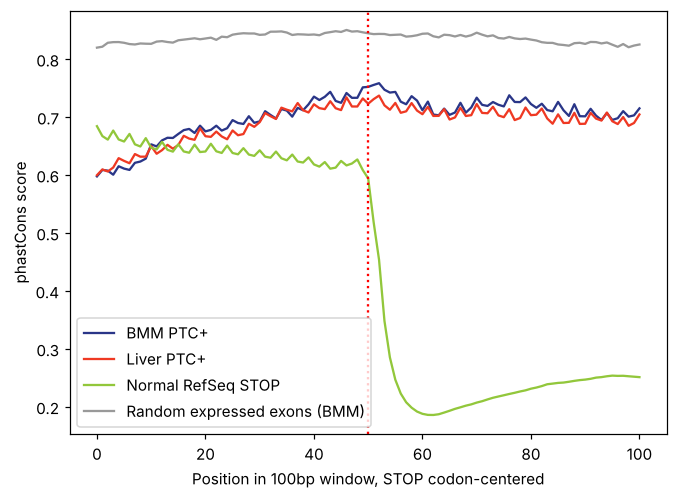 0.8
0.7
0.6
0.5
0.4
0.3
0.2
phastCons score
BMM PTC+
Liver PTC+
Normal RefSeq STOP
Random expressed exons (BMM)
0 20 40 60 80 100
Position in 100bp window, STOP codon-centered